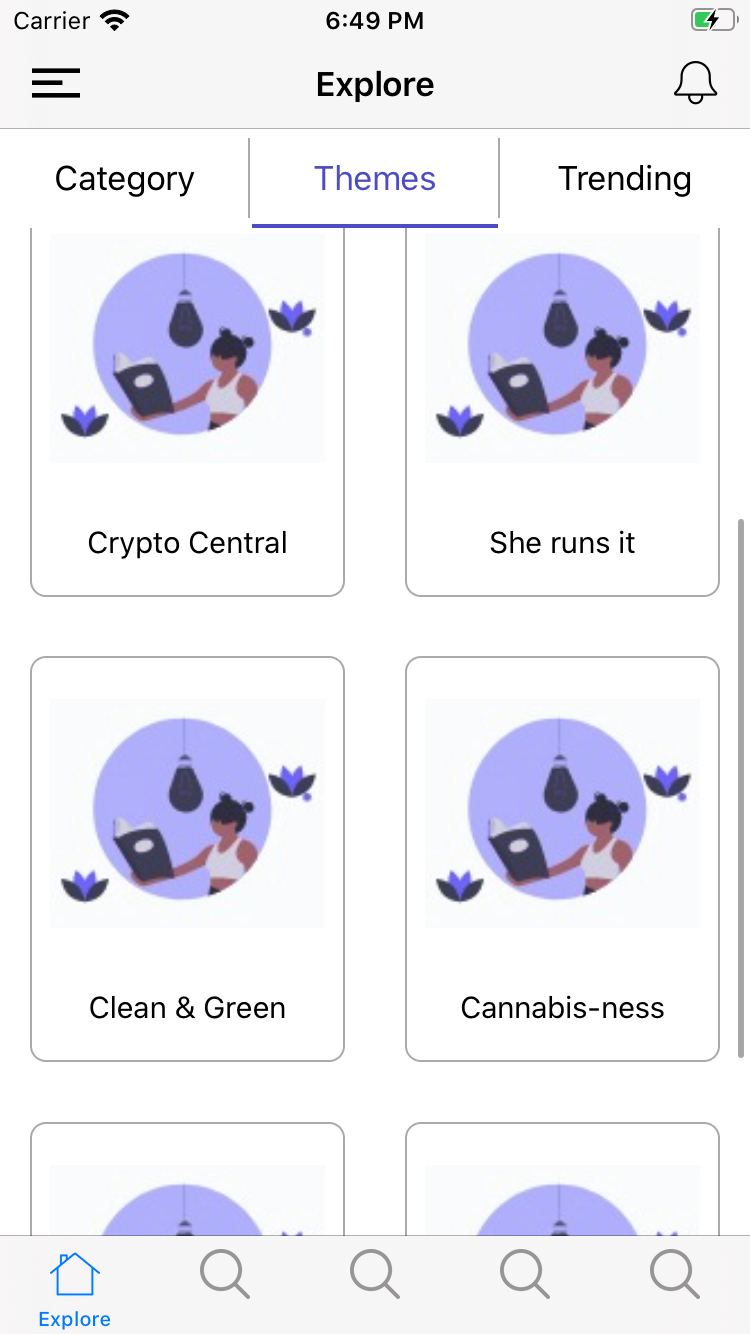 Carrier 6:49 PM
Explore
Category Themes Trending
Crypto Central She runs it
Clean & Green Cannabis-ness
Explore